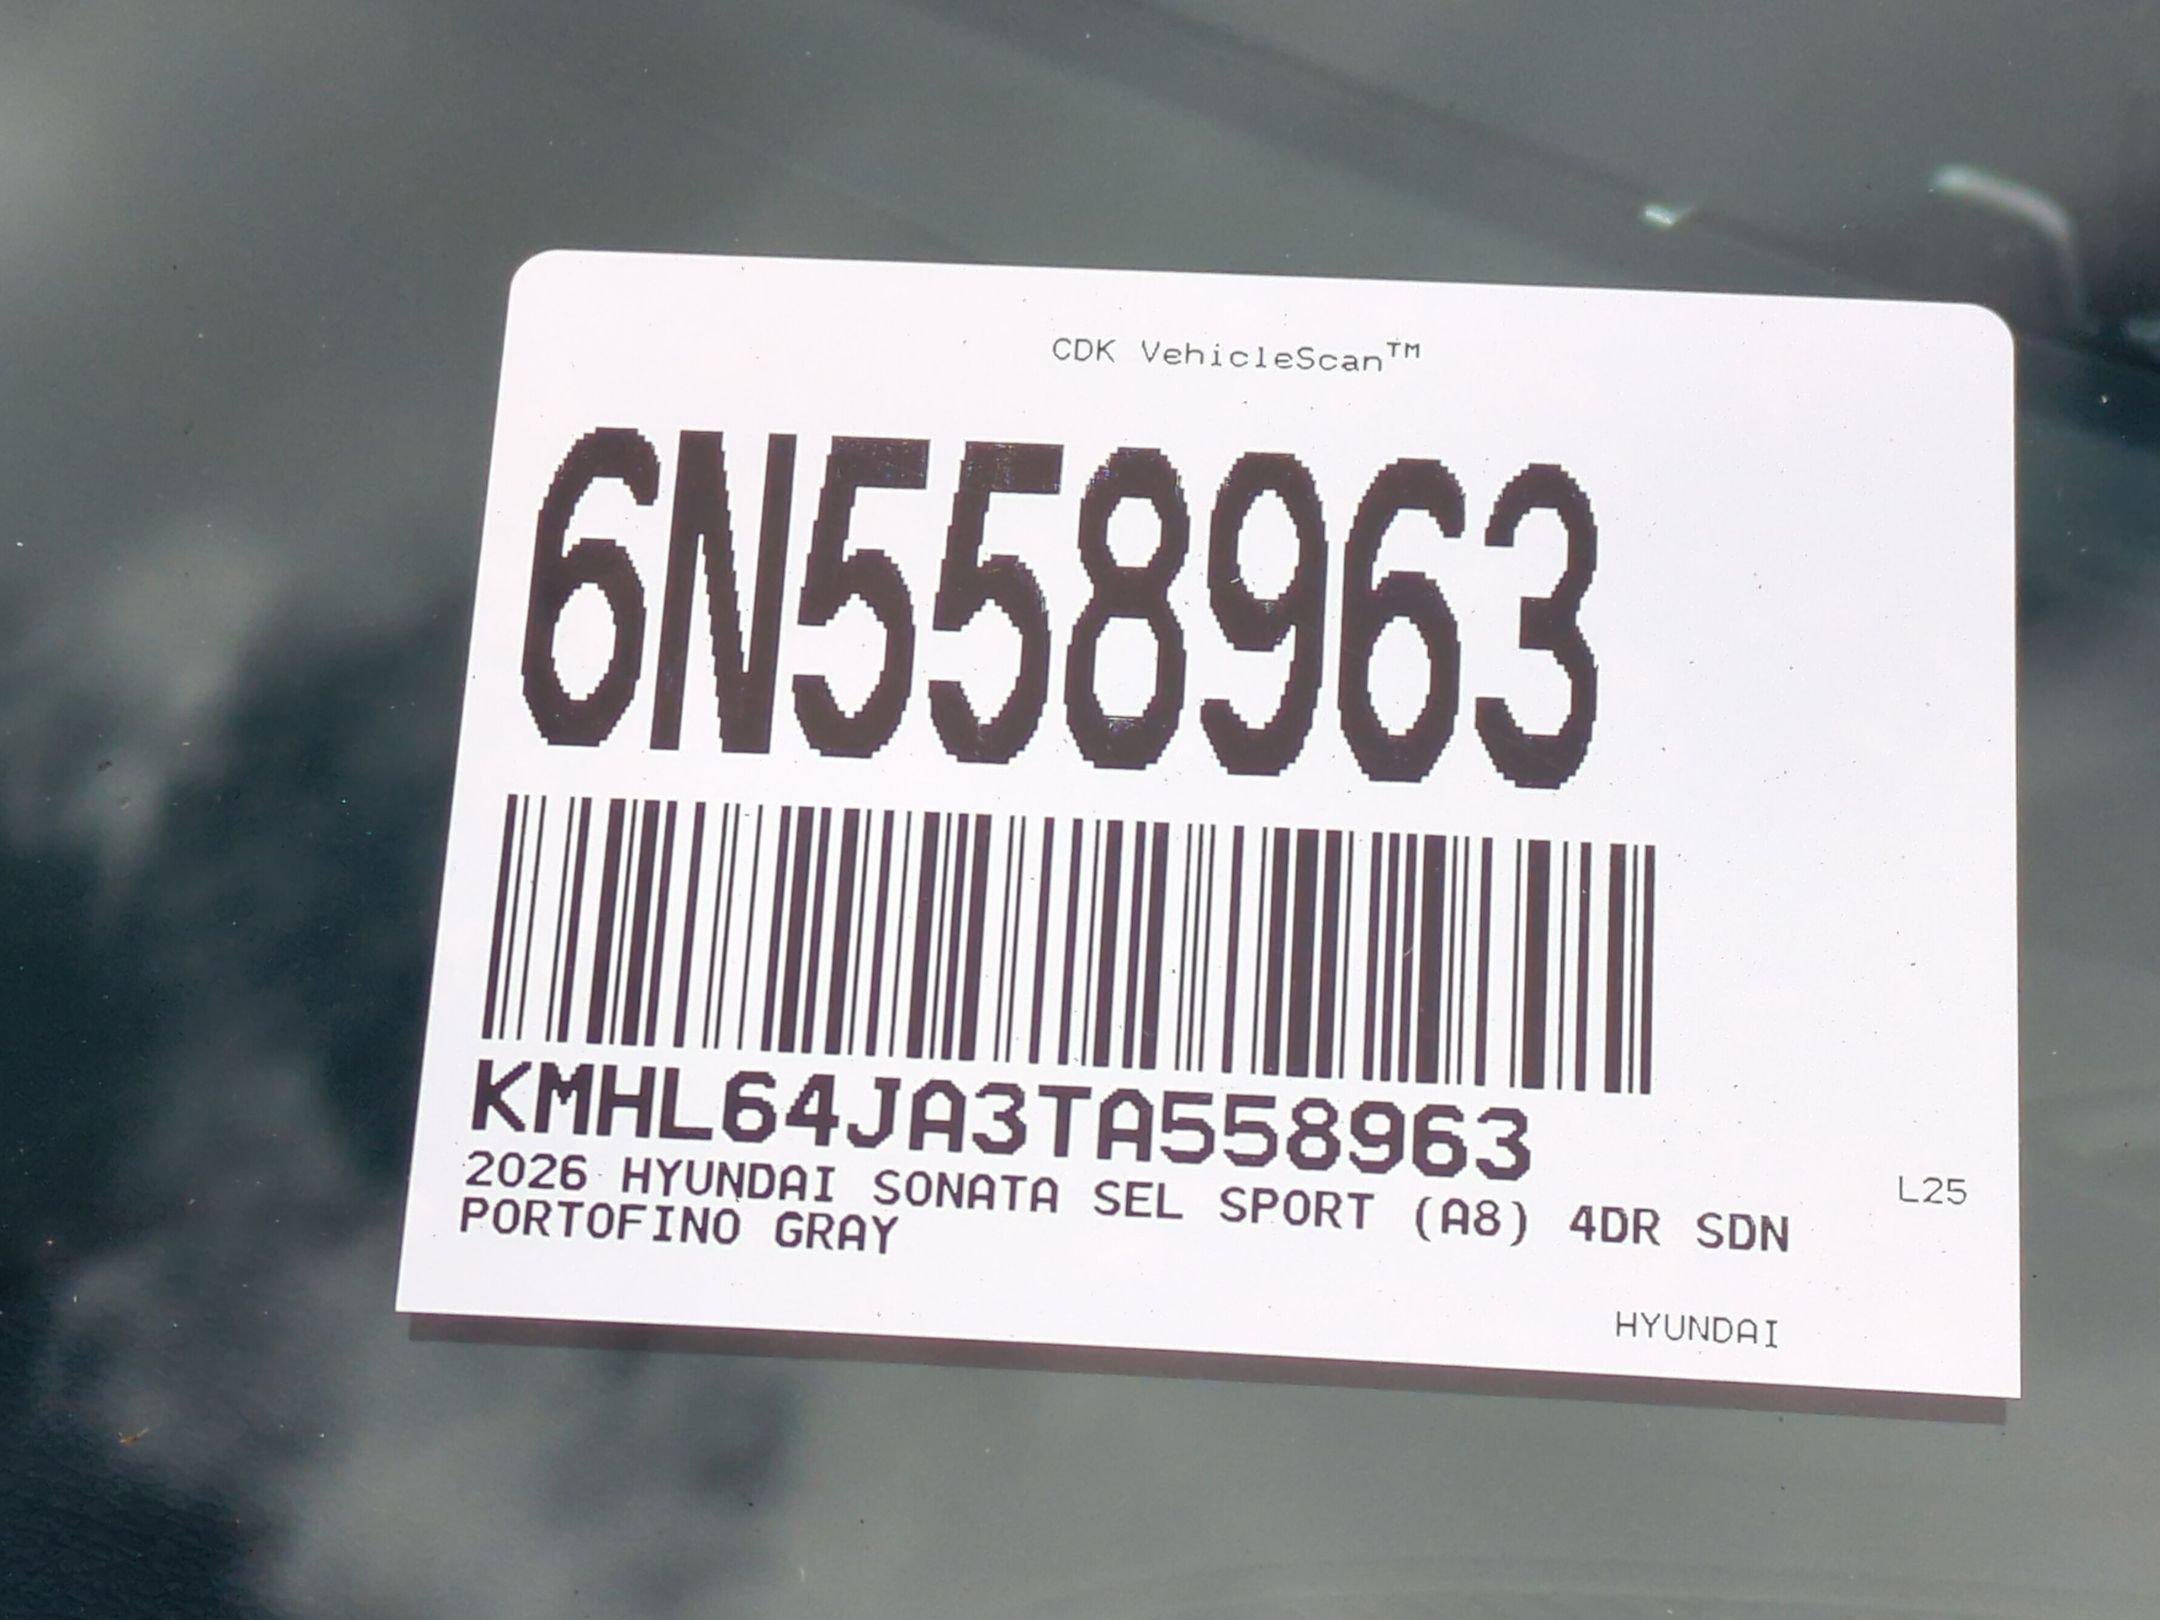 CDK VehicleScan™
6N558963
KMHL64JA3TA558963
2026 HYUNDAI SONATA SEL SPORT (A8) 4DR SDN
PORTOFINO GRAY
L25
HYUNDAI